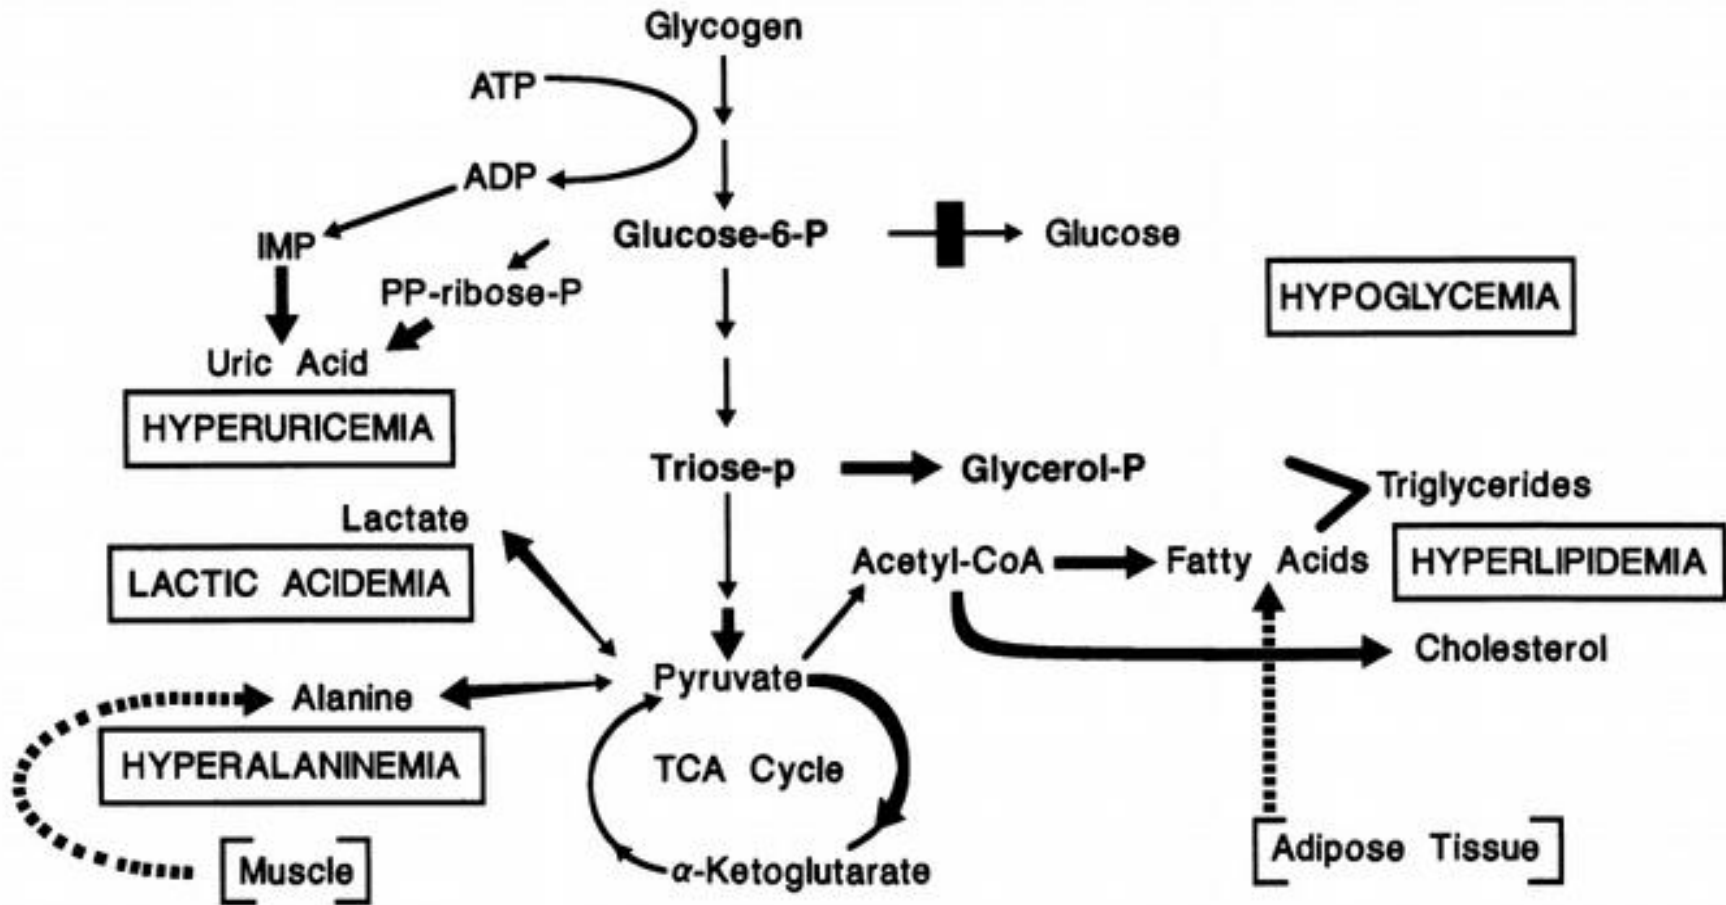 Glycogen
ATP
ADP
Glucose-6-P
Glucose
IMP
PP-ribose-P
HYPOGLYCEMIA
Uric Acid
HYPERURICEMIA
Triose-p
Glycerol-P
Triglycerides
Lactate
LACTIC ACIDEMIA
Acetyl-CoA
Fatty Acids
HYPERLIPIDEMIA
Cholesterol
Pyruvate
Alanine
HYPERALANINEMIA
TCA Cycle
[Muscle]
α-Ketoglutarate
[Adipose Tissue]